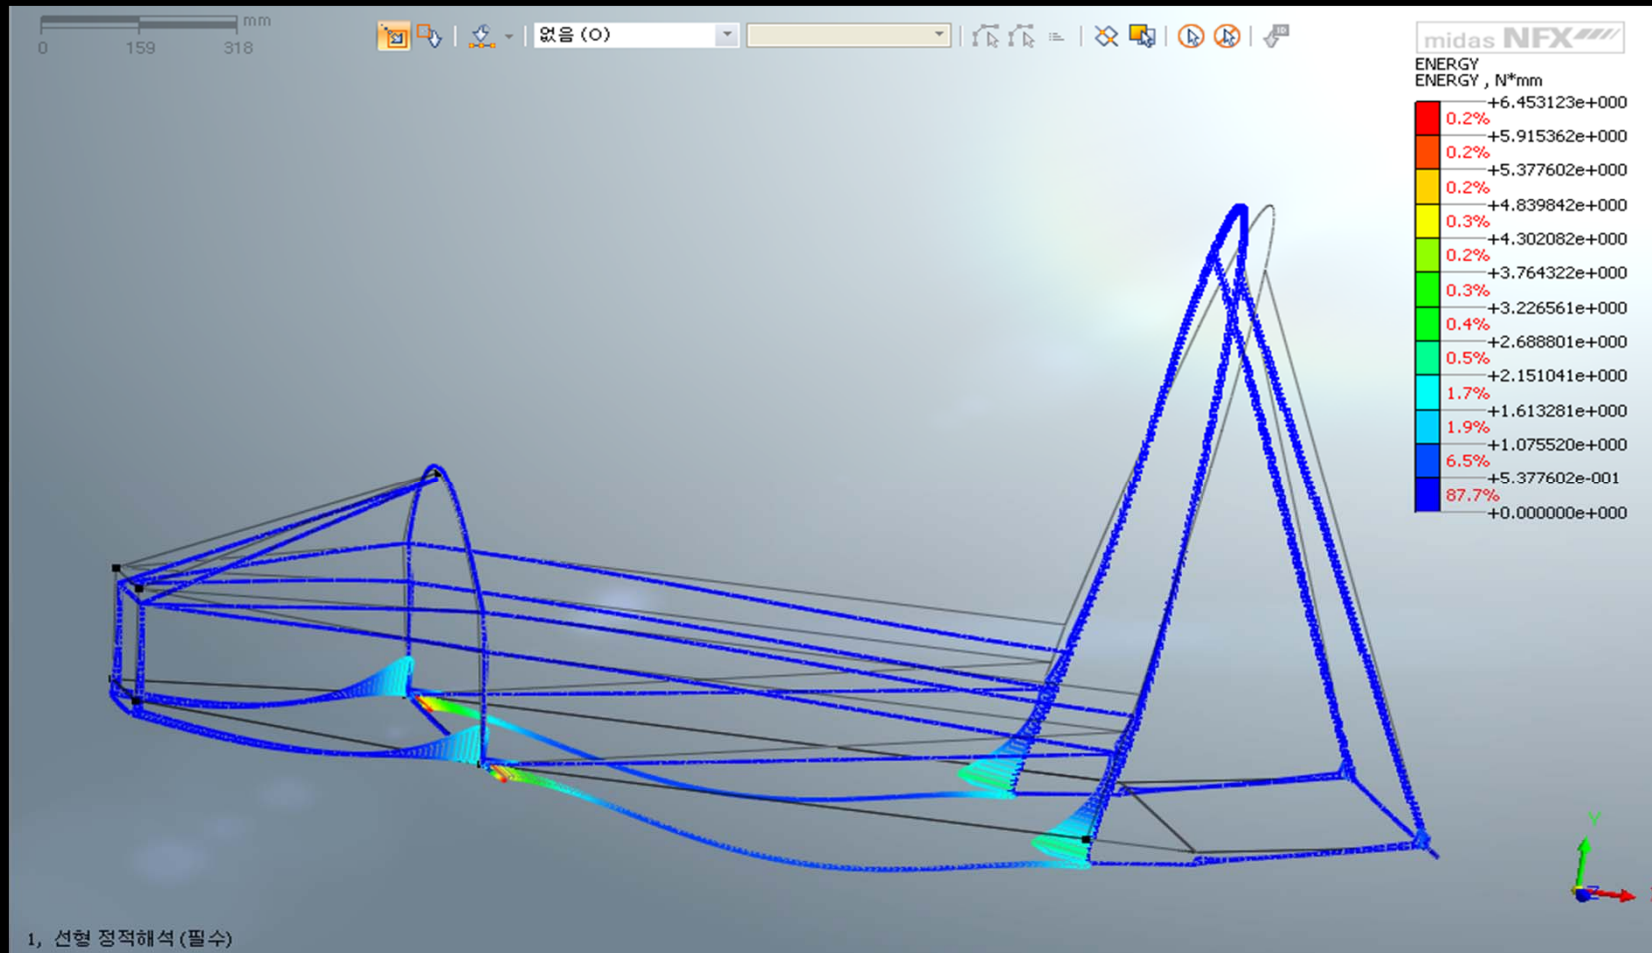 mm
0 159 318
없음 (O)
midas NFX
ENERGY
ENERGY , N*mm
+6.453123e+000
0.2%
+5.915362e+000
0.2%
+5.377602e+000
0.2%
+4.839842e+000
0.3%
+4.302082e+000
0.2%
+3.764322e+000
0.3%
+3.226561e+000
0.4%
+2.688801e+000
0.5%
+2.151041e+000
1.7%
+1.613281e+000
1.9%
+1.075520e+000
6.5%
+5.377602e-001
87.7%
+0.000000e+000
Y
Z
1, 선형 정적해석 (필수)